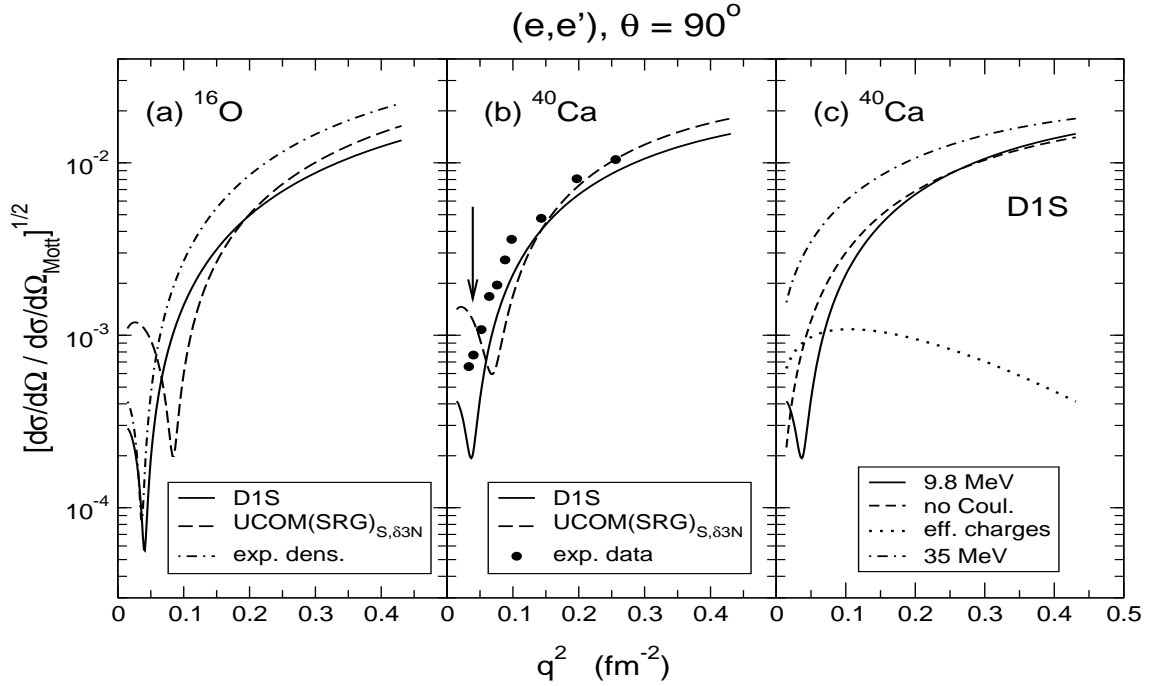 (e,e’), θ = 90°
[dσ/dΩ / dσ/dΩ_Mott]^1/2
10^-2
10^-3
10^-4
(a) ^16O
D1S
UCOM(SRG)_S,δ3N
exp. dens.
(b) ^40Ca
D1S
UCOM(SRG)_S,δ3N
exp. data
(c) ^40Ca
D1S
9.8 MeV
no Coul.
eff. charges
35 MeV
0 0.1 0.2 0.3 0.4 0 0.1 0.2 0.3 0.4 0 0.1 0.2 0.3 0.4 0.5
q^2 (fm^-2)